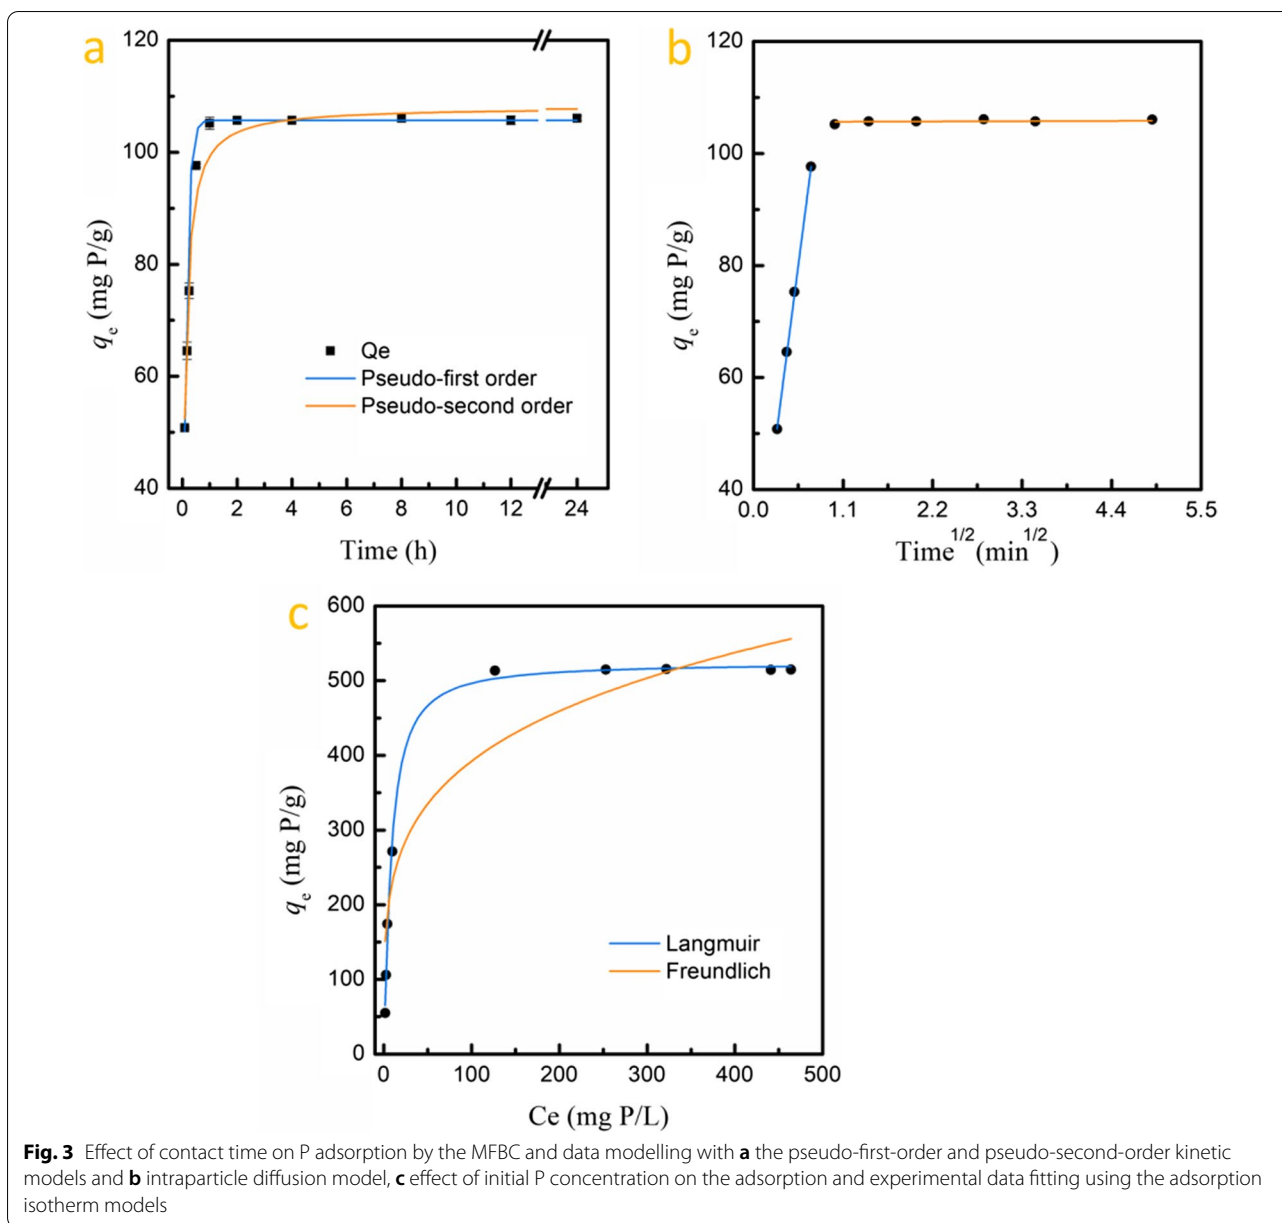 a
120
100
80
60
40
qe (mg P/g)
Qe
Pseudo-first order
Pseudo-second order
0 2 4 6 8 10 12 24
Time (h)
b
120
100
80
60
40
qe (mg P/g)
0.0 1.1 2.2 3.3 4.4 5.5
Time^1/2(min^1/2)
c
600
500
400
300
200
100
0
qe (mg P/g)
Langmuir
Freundlich
0 100 200 300 400 500
Ce (mg P/L)
Fig. 3 Effect of contact time on P adsorption by the MFBC and data modelling with a the pseudo-first-order and pseudo-second-order kinetic
models and b intraparticle diffusion model, c effect of initial P concentration on the adsorption and experimental data fitting using the adsorption
isotherm models